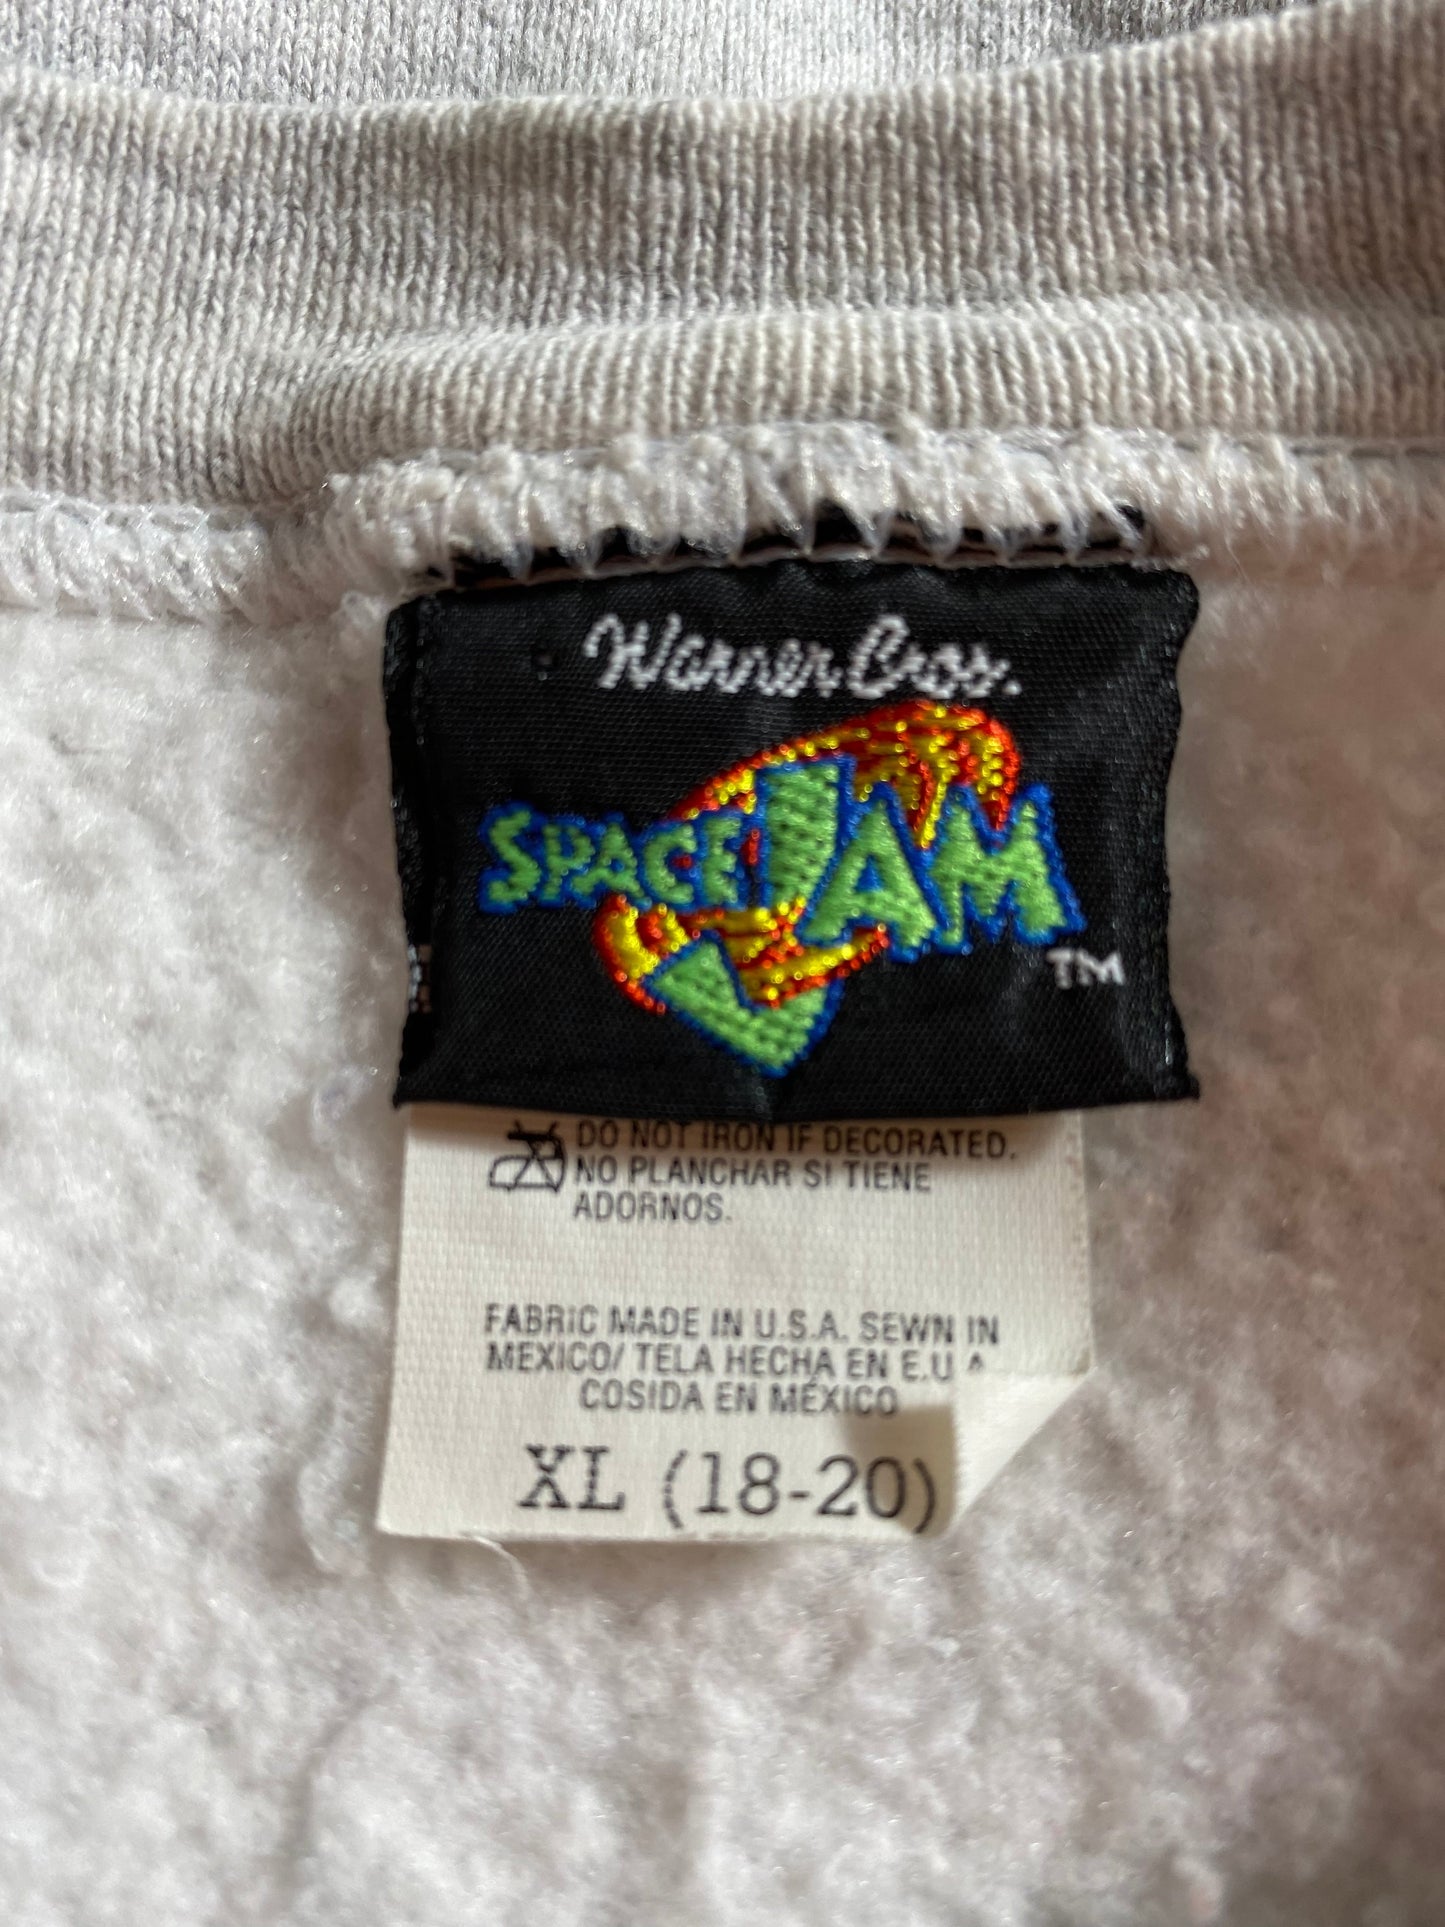 Warner Bros.
SPACE JAM
TM
DO NOT IRON IF DECORATED.
NO PLANCHAR SI TIENE
ADORNOS.
FABRIC MADE IN U.S.A. SEWN IN
MEXICO/ TELA HECHA EN E.U.A
COSIDA EN MÉXICO
XL (18-20)